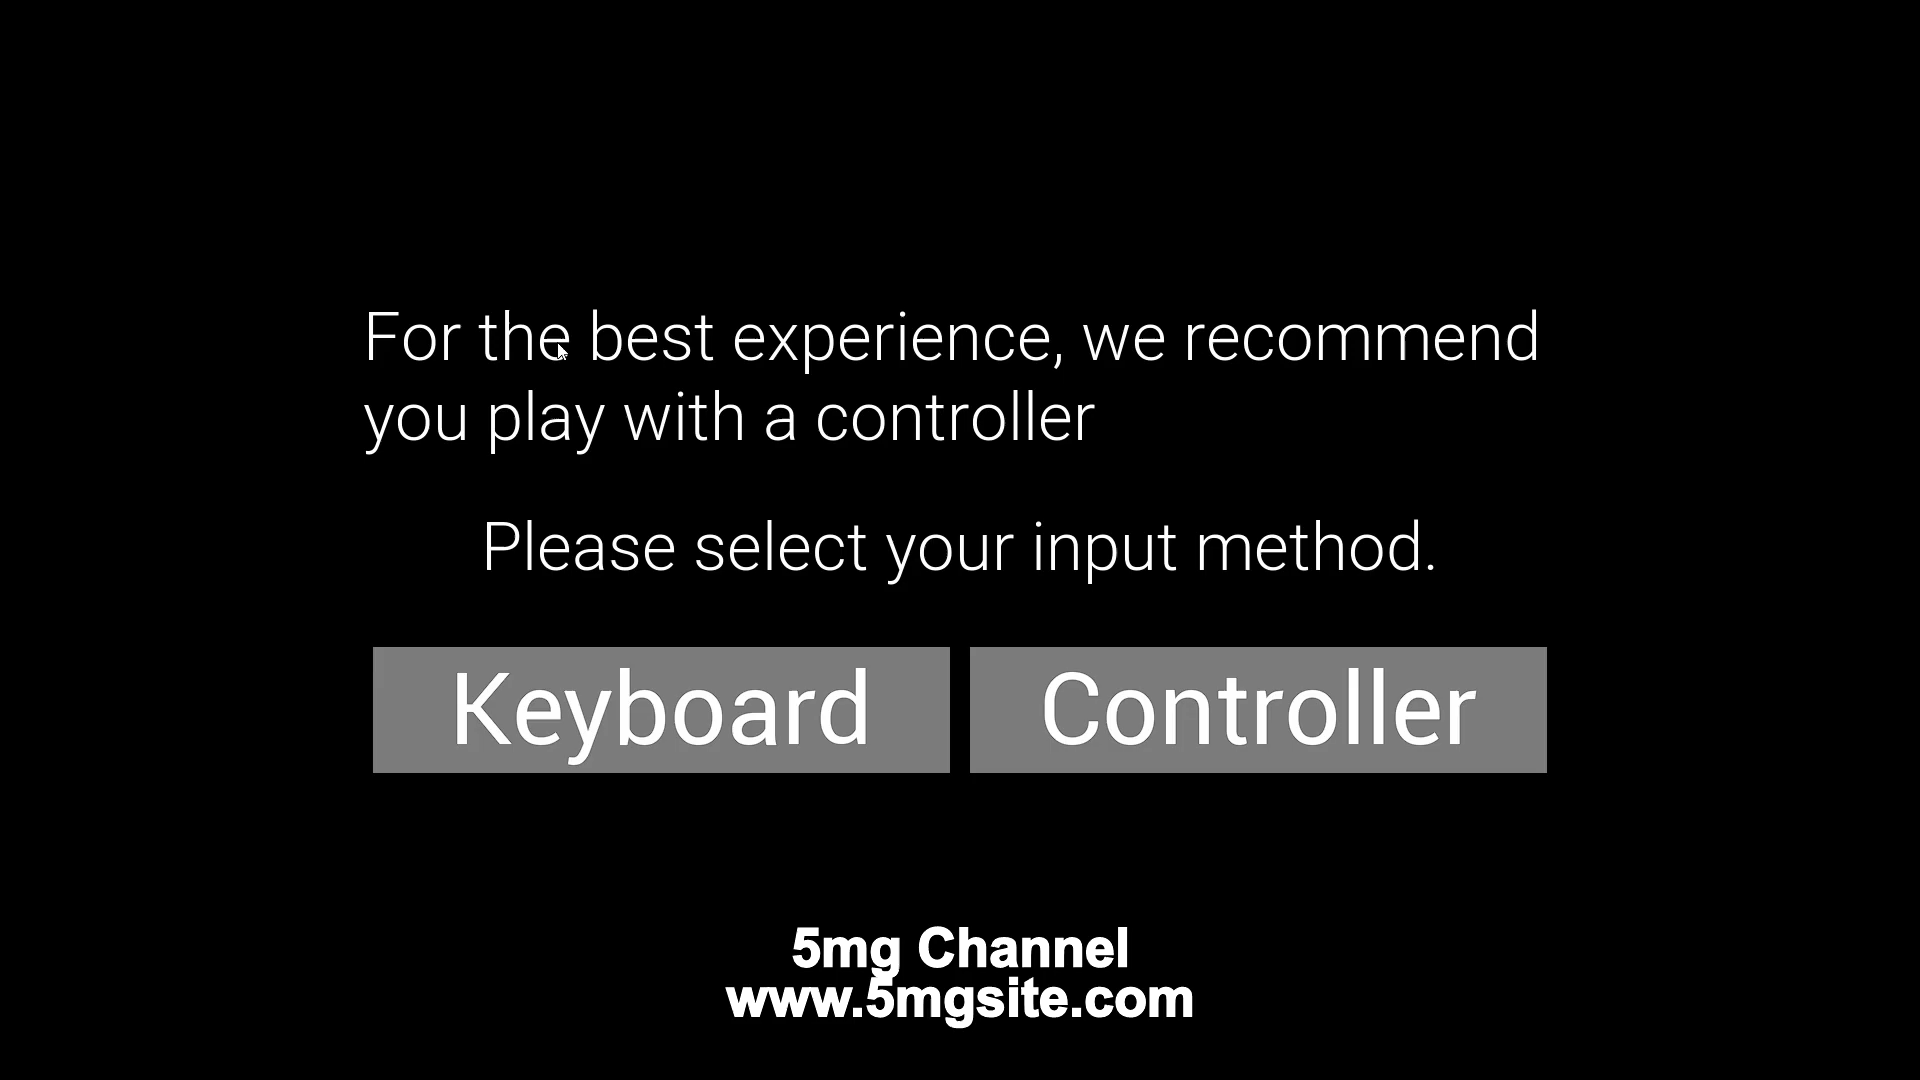 For the best experience, we recommend
you play with a controller
Please select your input method.
Keyboard
Controller
5mg Channel
www.5mgsite.com